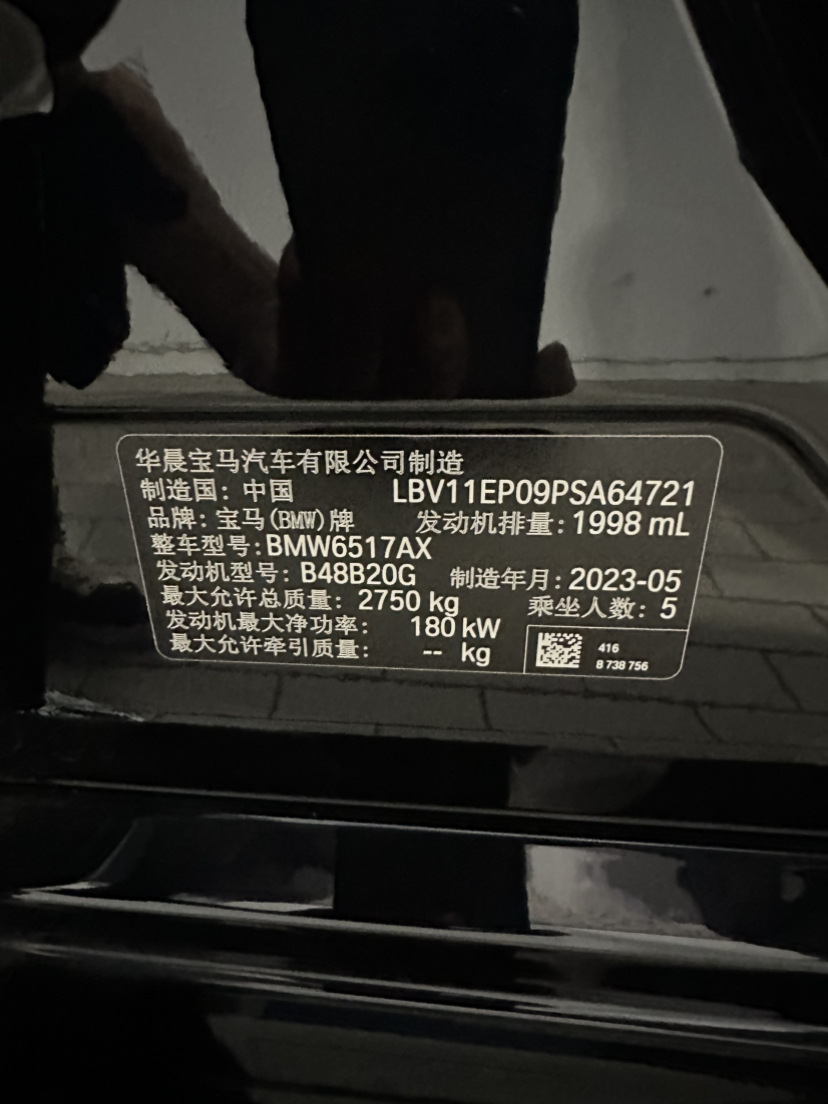 华晨宝马汽车有限公司制造
制造国：中国 LBV11EP09PSA64721
品牌：宝马(BMW)牌 发动机排量：1998 mL
整车型号：BMW6517AX
发动机型号：B48B20G 制造年月：2023-05
最大允许总质量：2750 kg 乘坐人数：5
发动机最大净功率：180 kW
最大允许牵引质量：-- kg
416
8 738 756